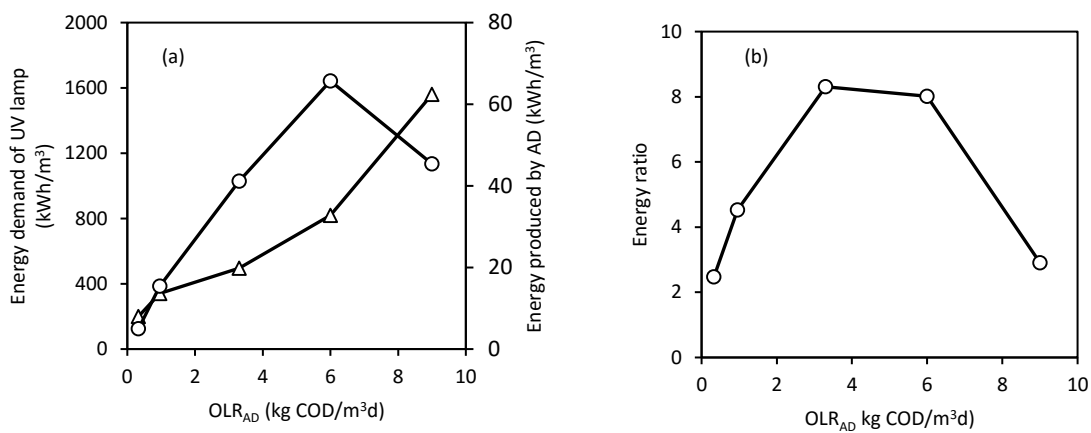 (a)
Energy demand of UV lamp
(kWh/m³)
2000
1600
1200
800
400
0
80
60
40
20
0
Energy produced by AD (kWh/m³)
0 2 4 6 8 10
OLR_AD (kg COD/m³d)
(b)
Energy ratio
10
8
6
4
2
0
0 2 4 6 8 10
OLR_AD kg COD/m³d)